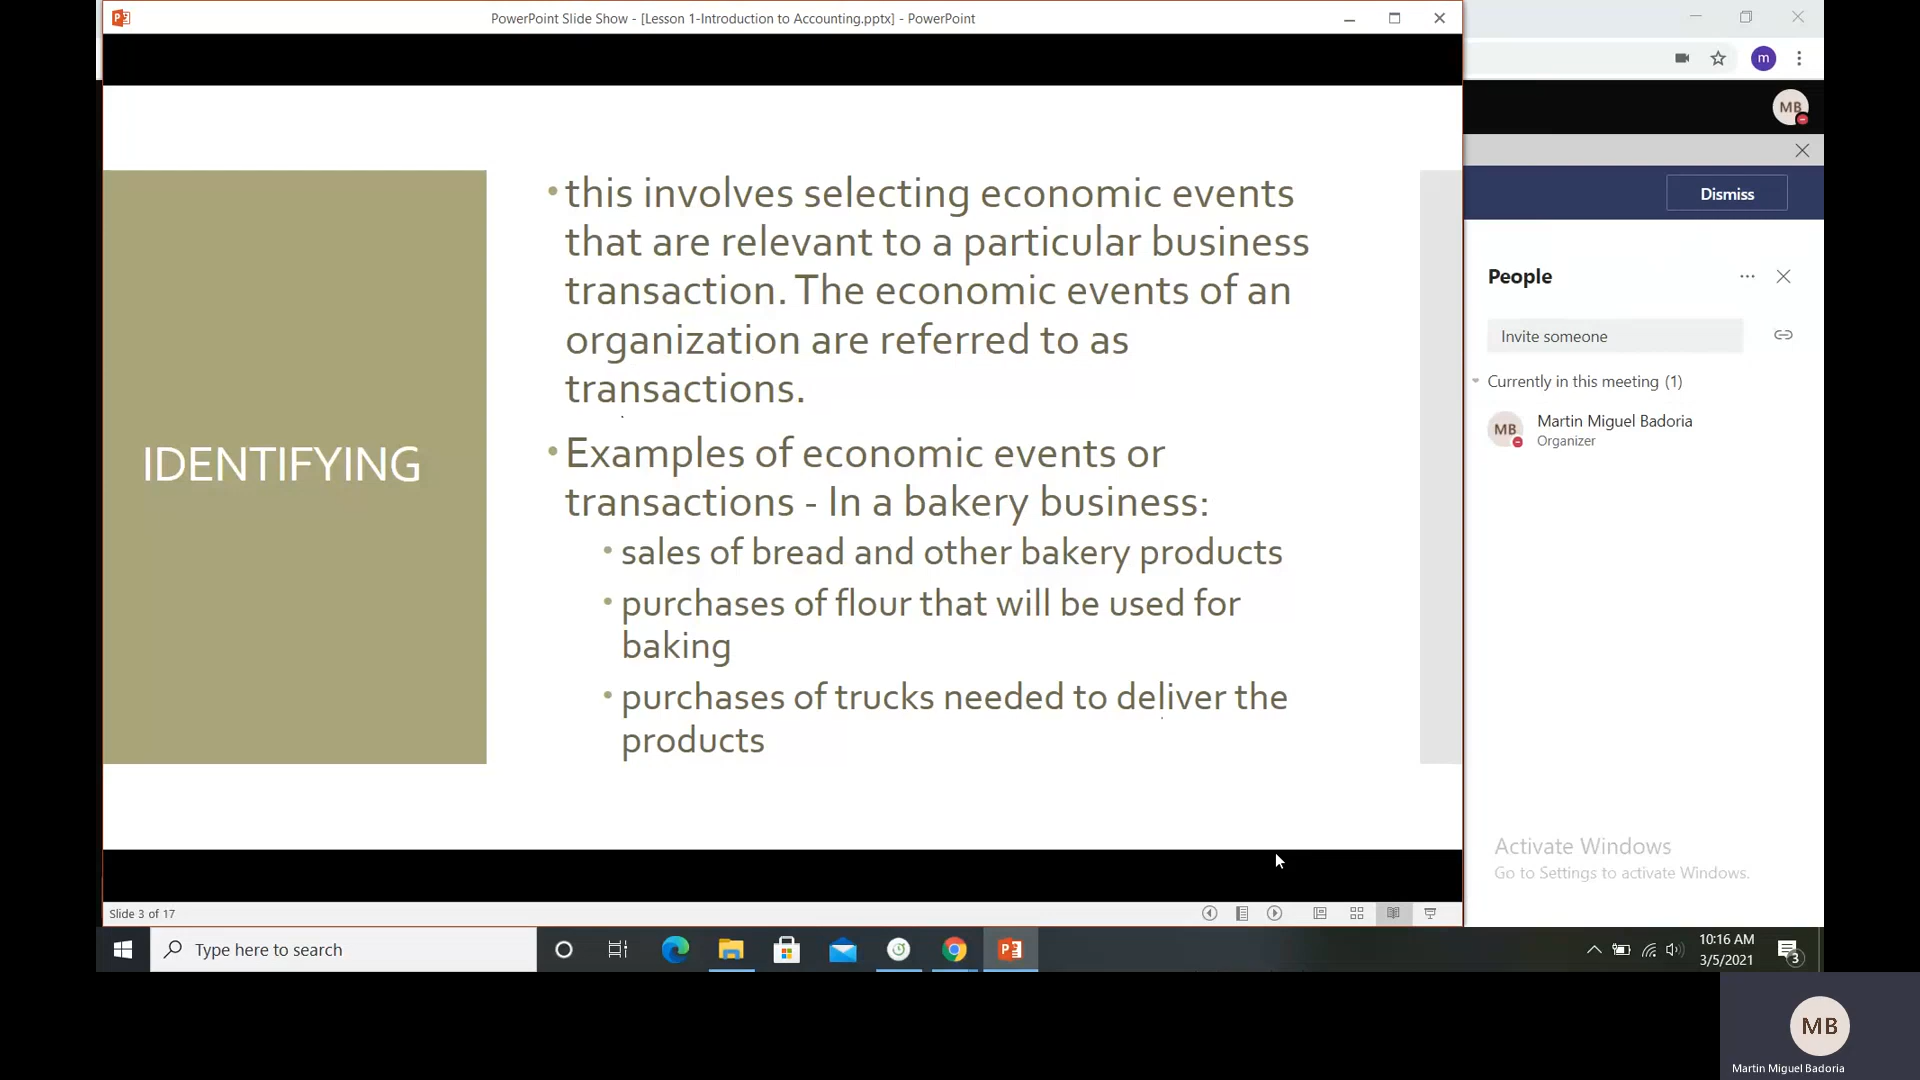 PowerPoint Slide Show - [Lesson 1-Introduction to Accounting.pptx] - PowerPoint
m
MB
Dismiss
IDENTIFYING
•this involves selecting economic events
that are relevant to a particular business
transaction. The economic events of an
organization are referred to as
transactions.
•Examples of economic events or
transactions - In a bakery business:
• sales of bread and other bakery products
• purchases of flour that will be used for
baking
• purchases of trucks needed to deliver the
products
People
Invite someone
Currently in this meeting (1)
MB
Martin Miguel Badoria
Organizer
Activate Windows
Go to Settings to activate Windows.
Slide 3 of 17
Type here to search
10:16 AM
3/5/2021
3
MB
Martin Miguel Badoria